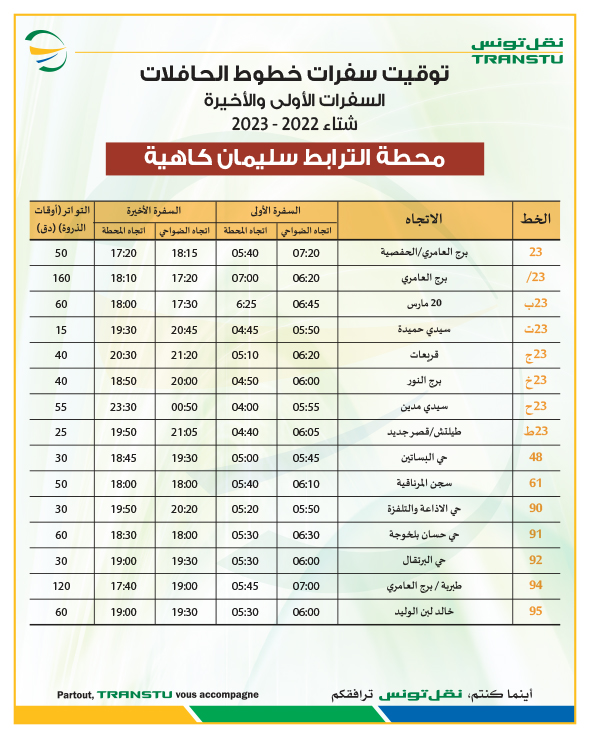 نقل تونس
TRANSTU
توقيت سفرات خطوط الحافلات
السفرات الأولى والأخيرة
شتاء 2022 - 2023
محطة الترابط سليمان كاهية
الخط الاتجاه السفرة الأولى السفرة الأخيرة التواتر (أوقات الذروة) (دق)
اتجاه الضواحي اتجاه المحطة اتجاه الضواحي اتجاه المحطة
23 برج العامري/الحفصية 07:20 05:40 18:15 17:20 50
23/ برج العامري 06:20 07:00 17:20 18:10 160
23ب 20 مارس 06:45 6:25 17:30 18:00 60
23ت سيدي حميدة 05:50 04:45 20:45 19:30 15
23ج قريعات 06:20 05:10 21:20 20:30 40
23خ برج النور 06:00 04:50 20:00 18:50 40
23ح سيدي مدين 05:55 04:00 00:50 23:30 55
23ط طيلتش/قصر جديد 06:05 04:40 21:05 19:50 25
48 حي البساتين 05:45 05:00 19:30 18:45 30
61 سجن المرناقية 06:10 05:40 18:00 18:00 50
90 حي الاذاعة والتلفزة 05:50 05:20 20:20 19:50 30
91 حي حسان بلخوجة 06:30 05:30 18:00 18:30 60
92 حي البرتقال 06:00 05:30 19:30 19:00 30
94 طبربة / برج العامري 07:00 05:45 19:00 17:40 120
95 خالد لبن الوليد 06:00 05:30 19:30 19:00 60
أينما كنتم، نقل تونس ترافقكم
Partout, TRANSTU vous accompagne